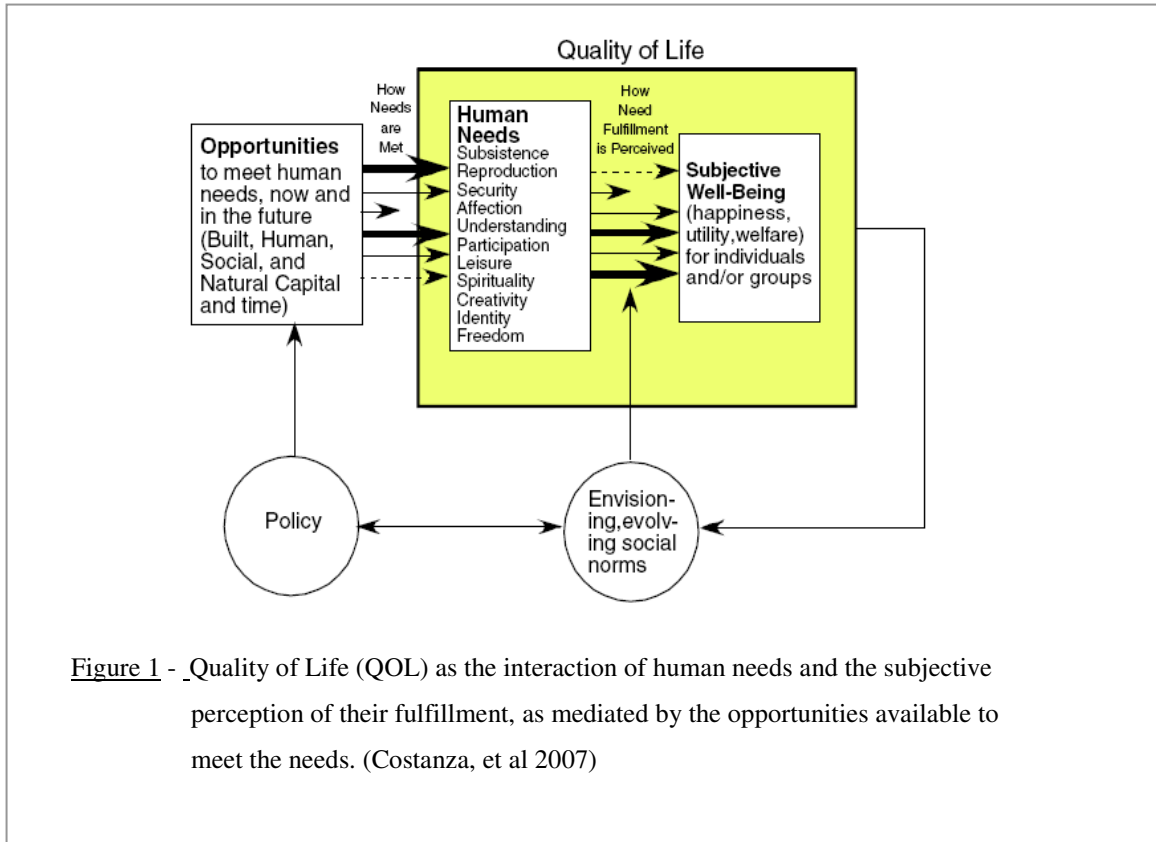 Quality of Life
How
Needs
are
Met
How
Need
Fulfillment
is Perceived
Opportunities
to meet human
needs, now and
in the future
(Built, Human,
Social, and
Natural Capital
and time)
Human
Needs
Subsistence
Reproduction
Security
Affection
Understanding
Participation
Leisure
Spirituality
Creativity
Identity
Freedom
Subjective
Well-Being
(happiness,
utility,welfare)
for individuals
and/or groups
Policy
Envision-
ing,evolv-
ing social
norms
Figure 1 - Quality of Life (QOL) as the interaction of human needs and the subjective
perception of their fulfillment, as mediated by the opportunities available to
meet the needs. (Costanza, et al 2007)